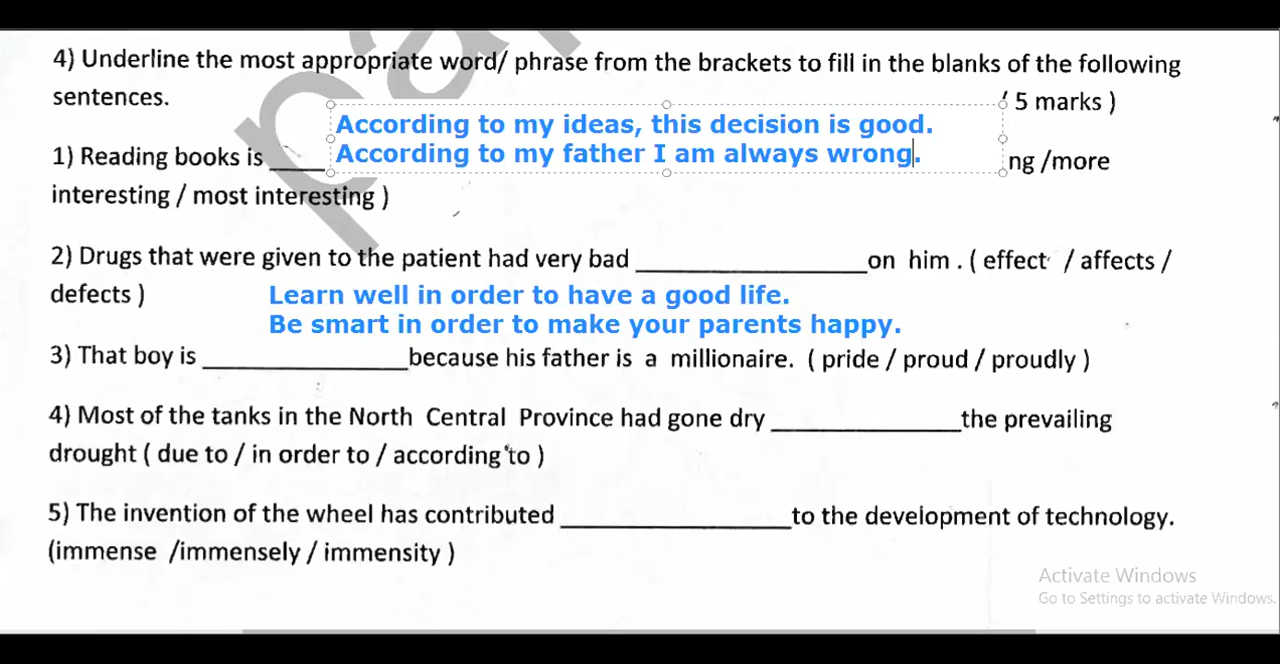 4) Underline the most appropriate word/ phrase from the brackets to fill in the blanks of the following
sentences. ( 5 marks )
According to my ideas, this decision is good.
According to my father I am always wrong.
1) Reading books is ____ ng /more
interesting / most interesting )
2) Drugs that were given to the patient had very bad ________________on him . ( effect / affects /
defects )
Learn well in order to have a good life.
Be smart in order to make your parents happy.
3) That boy is ______________because his father is a millionaire. ( pride / proud / proudly )
4) Most of the tanks in the North Central Province had gone dry _____________the prevailing
drought ( due to / in order to / according to )
5) The invention of the wheel has contributed ________________to the development of technology.
(immense /immensely / immensity )
Activate Windows
Go to Settings to activate Windows.